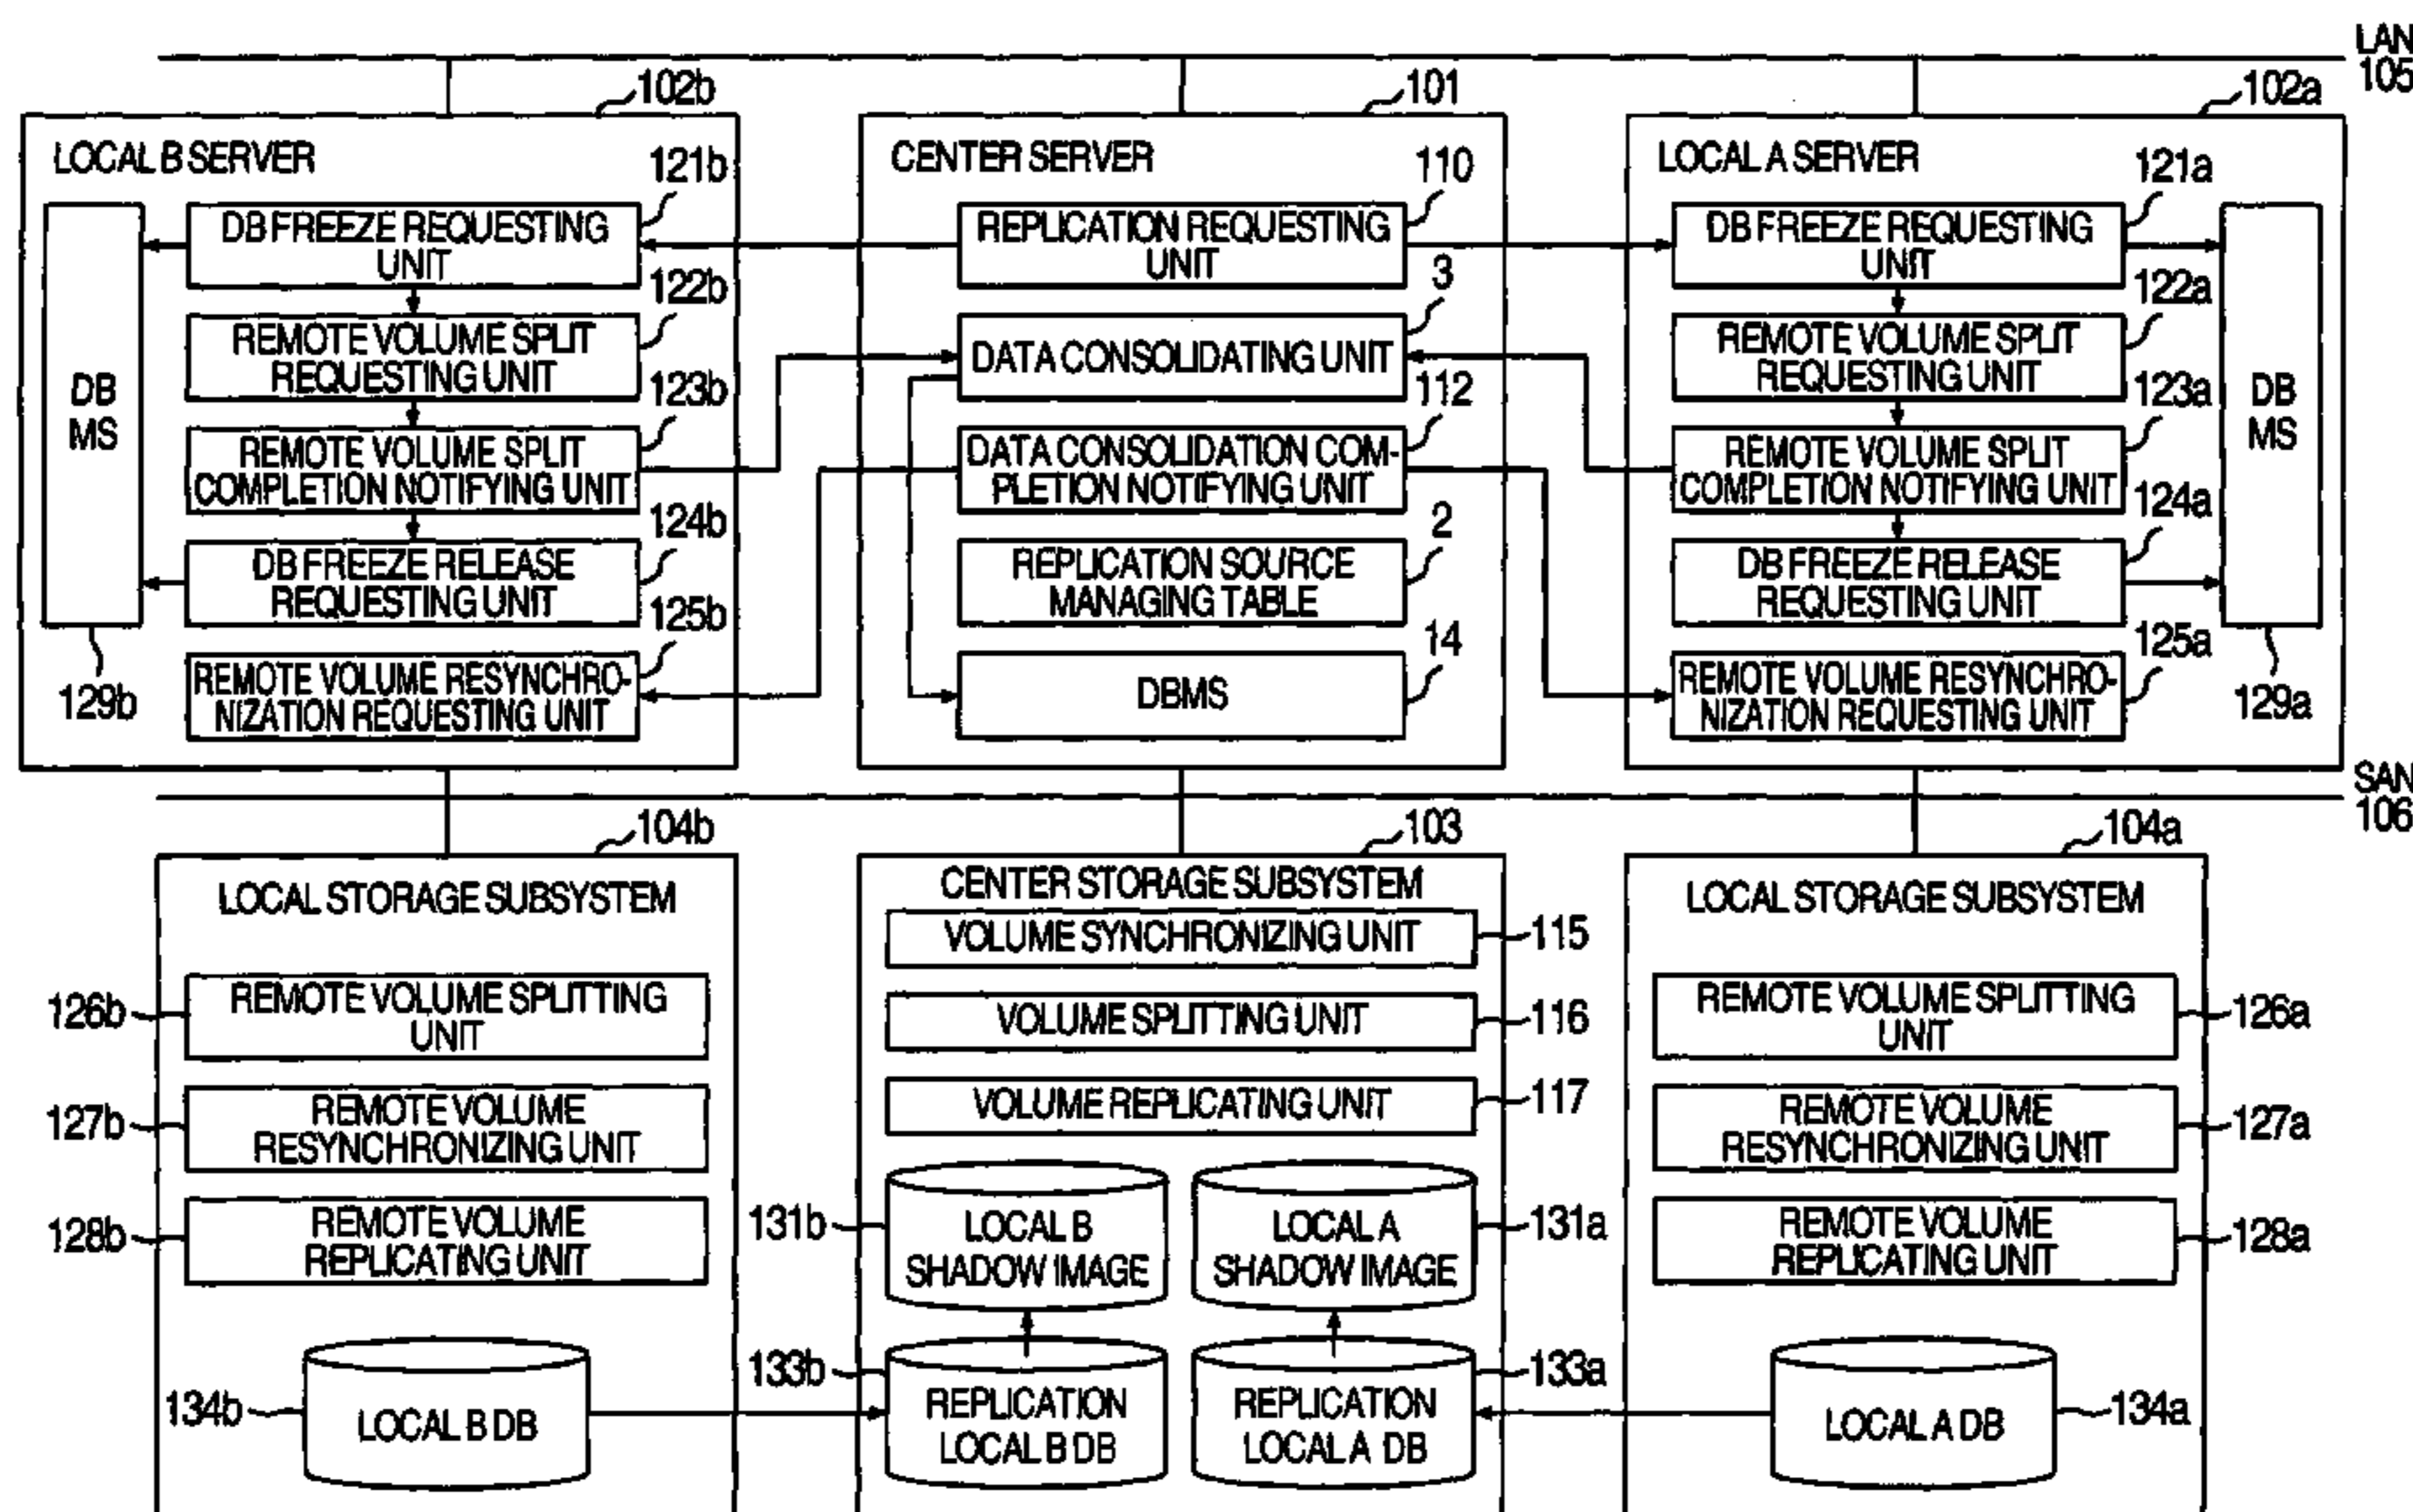 LAN
105
102b
101
102a
LOCAL B SERVER
121b
DB FREEZE REQUESTING
UNIT
122b
REMOTE VOLUME SPLIT
REQUESTING UNIT
123b
REMOTE VOLUME SPLIT
COMPLETION NOTIFYING UNIT
124b
DB FREEZE RELEASE
REQUESTING UNIT
125b
REMOTE VOLUME RESYNCHRO-
NIZATION REQUESTING UNIT
DB
MS
129b
CENTER SERVER
110
REPLICATION REQUESTING
UNIT
3
DATA CONSOLIDATING UNIT
112
DATA CONSOLIDATION COM-
PLETION NOTIFYING UNIT
2
REPLICATION SOURCE
MANAGING TABLE
14
DBMS
LOCAL A SERVER
121a
DB FREEZE REQUESTING
UNIT
122a
REMOTE VOLUME SPLIT
REQUESTING UNIT
123a
REMOTE VOLUME SPLIT
COMPLETION NOTIFYING UNIT
124a
DB FREEZE RELEASE
REQUESTING UNIT
125a
REMOTE VOLUME RESYNCHRO-
NIZATION REQUESTING UNIT
DB
MS
129a
SAN
106
104b
103
104a
LOCAL STORAGE SUBSYSTEM
126b
REMOTE VOLUME SPLITTING
UNIT
127b
REMOTE VOLUME
RESYNCHRONIZING UNIT
128b
REMOTE VOLUME
REPLICATING UNIT
134b
LOCAL B DB
CENTER STORAGE SUBSYSTEM
VOLUME SYNCHRONIZING UNIT
115
VOLUME SPLITTING UNIT
116
VOLUME REPLICATING UNIT
117
131b
LOCAL B
SHADOW IMAGE
LOCAL A
SHADOW IMAGE
131a
133b
REPLICATION
LOCAL B DB
REPLICATION
LOCAL A DB
133a
LOCAL STORAGE SUBSYSTEM
REMOTE VOLUME SPLITTING
UNIT
126a
REMOTE VOLUME
RESYNCHRONIZING UNIT
127a
REMOTE VOLUME
REPLICATING UNIT
128a
LOCAL A DB
134a